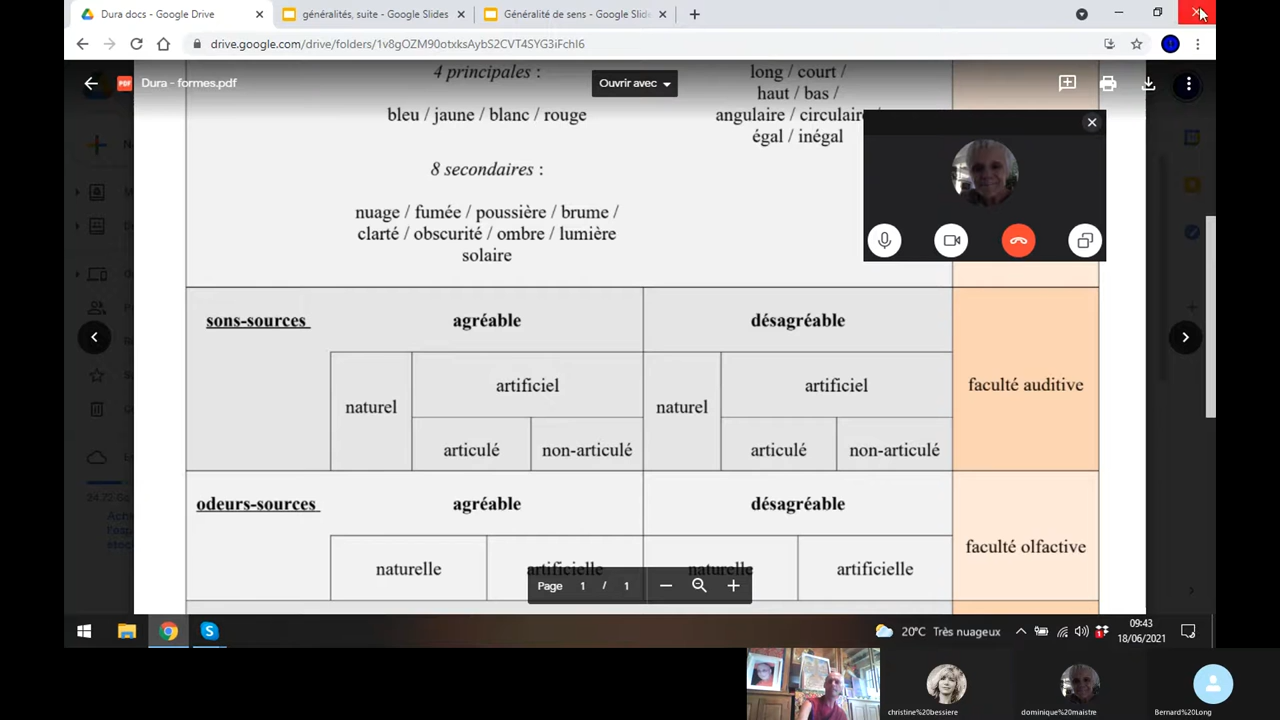 Dura docs - Google Drive
généralités, suite - Google Slides
Généralité de sens - Google Slid
drive.google.com/drive/folders/1v8gOZM90otxksAybS2CVT4SYG3iFchI6
Dura - formes.pdf
Ouvrir avec
4 principales :
bleu / jaune / blanc / rouge
8 secondaires :
nuage / fumée / poussière / brume /
clarté / obscurité / ombre / lumière
solaire
long / court /
haut / bas /
angulaire / circulaire
égal / inégal
sons-sources
agréable
désagréable
naturel
artificiel
articulé
non-articulé
naturel
artificiel
articulé
non-articulé
faculté auditive
odeurs-sources
agréable
désagréable
naturelle
artificielle
naturelle
artificielle
faculté olfactive
Page 1 / 1
20°C Très nuageux
09:43
18/06/2021
christine%20bessiere
dominique%20maistre
Bernard%20Long